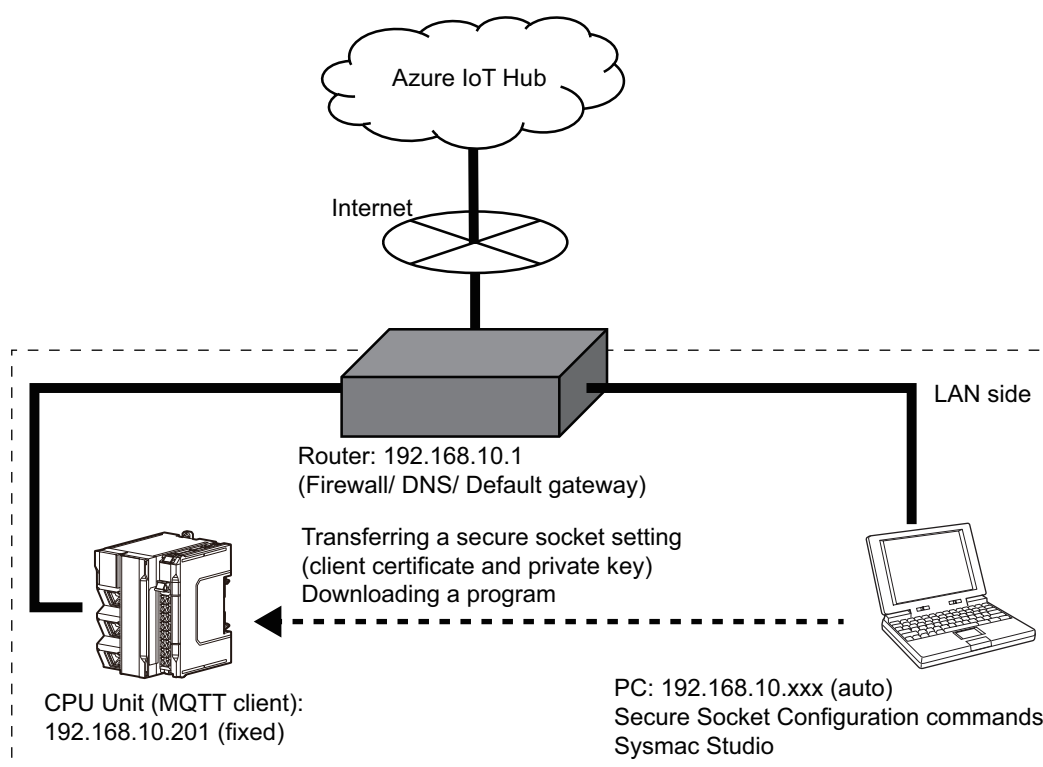 Azure IoT Hub
Internet
LAN side
Router: 192.168.10.1
(Firewall/ DNS/ Default gateway)
Transferring a secure socket setting
(client certificate and private key)
Downloading a program
CPU Unit (MQTT client):
192.168.10.201 (fixed)
PC: 192.168.10.xxx (auto)
Secure Socket Configuration commands
Sysmac Studio